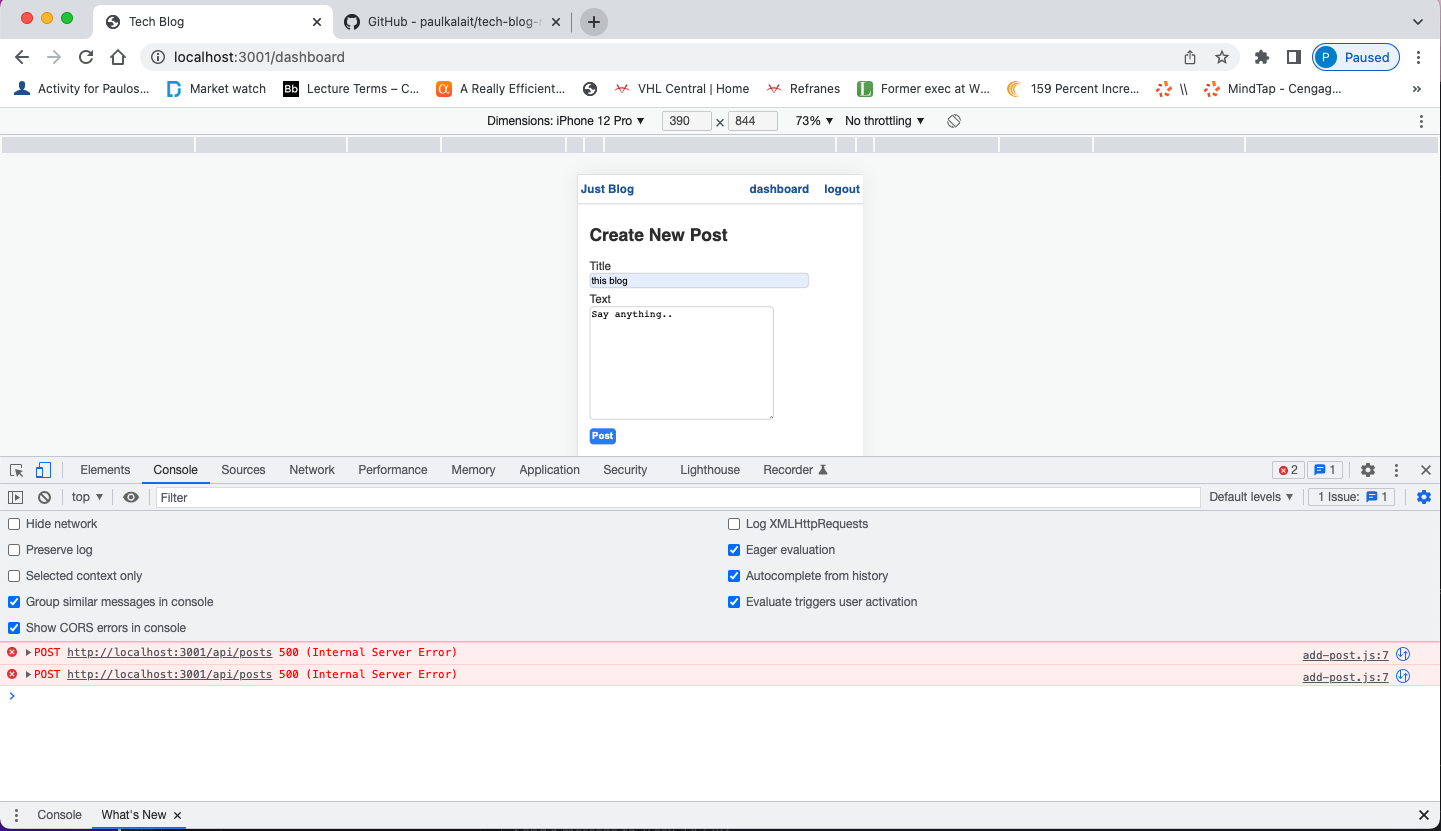 Tech Blog
GitHub - paulkalait/tech-blog-
localhost:3001/dashboard
P Paused
Activity for Paulos...
Market watch
Bb Lecture Terms – C...
A Really Efficient...
VHL Central | Home
Refranes
L Former exec at W...
159 Percent Incre...
\\
MindTap - Cengag...
»
Dimensions: iPhone 12 Pro ▼ 390 × 844 73% ▼ No throttling ▼
Just Blog dashboard logout
Create New Post
Title
this blog
Text
Say anything..
Post
Elements Console Sources Network Performance Memory Application Security Lighthouse Recorder 2 1
top ▼ Filter Default levels ▼ 1 Issue: 1
Hide network Log XMLHttpRequests
Preserve log Eager evaluation
Selected context only Autocomplete from history
Group similar messages in console Evaluate triggers user activation
Show CORS errors in console
POST http://localhost:3001/api/posts 500 (Internal Server Error) add-post.js:7
POST http://localhost:3001/api/posts 500 (Internal Server Error) add-post.js:7
Console What's New